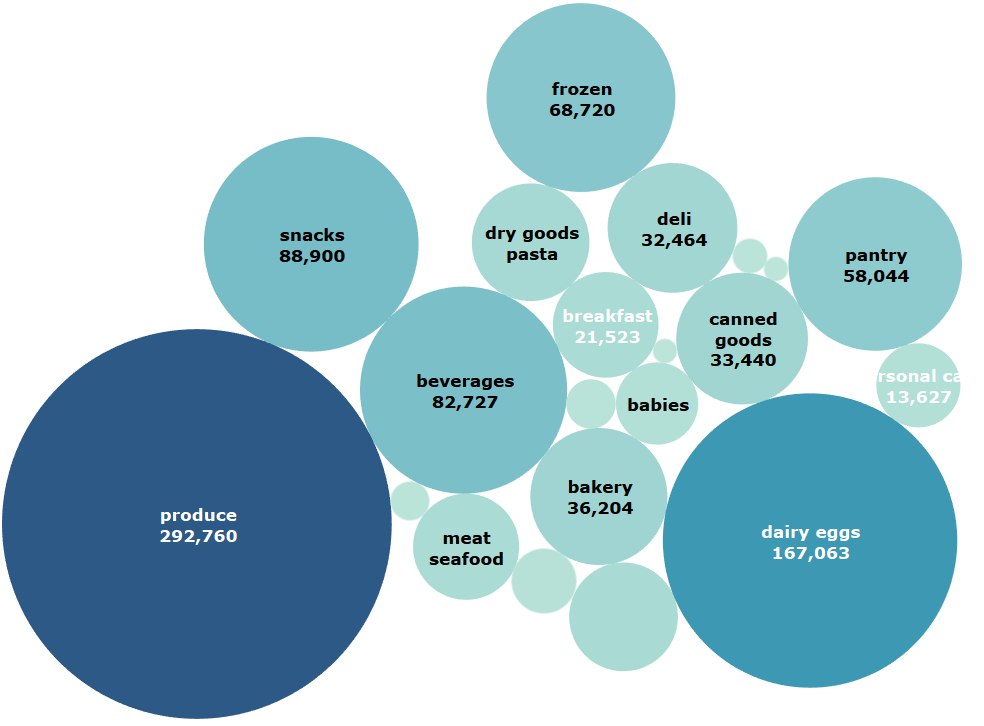 frozen
68,720
snacks
88,900
dry goods
pasta
deli
32,464
pantry
58,044
breakfast
21,523
canned
goods
33,440
beverages
82,727
babies
rsonal ca
13,627
bakery
36,204
produce
292,760
meat
seafood
dairy eggs
167,063